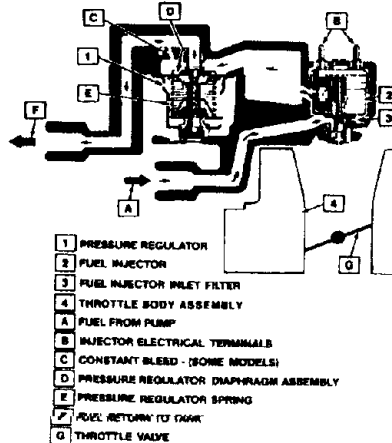 D
B
C
1
F
E
2
3
A
4
G
1 PRESSURE REGULATOR
2 FUEL INJECTOR
3 FUEL INJECTOR INLET FILTER
4 THROTTLE BODY ASSEMBLY
A FUEL FROM PUMP
B INJECTOR ELECTRICAL TERMINALS
C CONSTANT BLEED - (SOME MODELS)
D PRESSURE REGULATOR DIAPHRAGM ASSEMBLY
E PRESSURE REGULATOR SPRING
F FUEL RETURN TO TANK
G THROTTLE VALVE